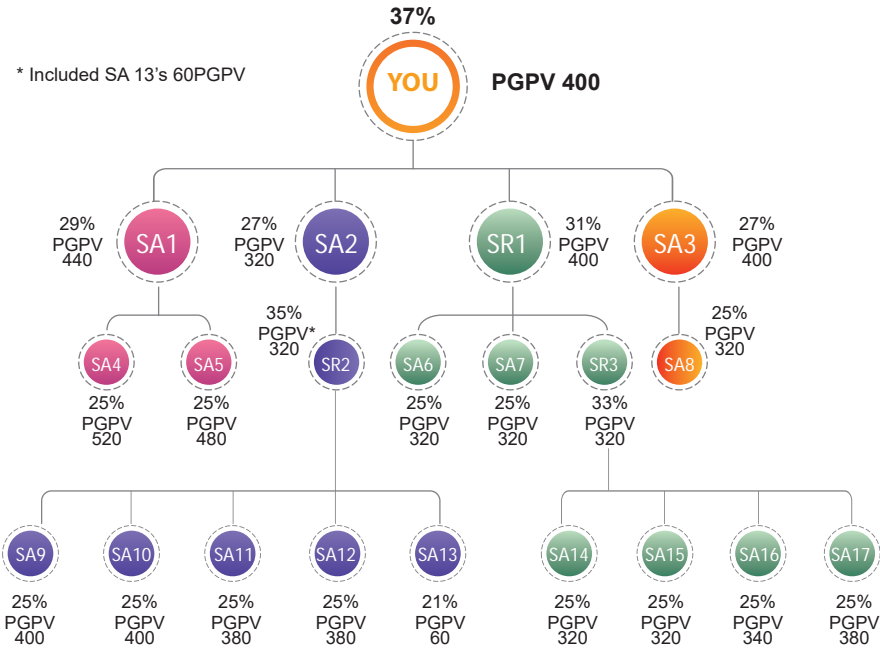 37%
* Included SA 13's 60PGPV
YOU
PGPV 400
29%
PGPV
440
SA1
27%
PGPV
320
SA2
SR1
31%
PGPV
400
SA3
27%
PGPV
400
SA4
25%
PGPV
520
SA5
25%
PGPV
480
35%
PGPV*
320
SR2
SA6
25%
PGPV
320
SA7
25%
PGPV
320
SR3
33%
PGPV
320
SA8
25%
PGPV
320
SA9
25%
PGPV
400
SA10
25%
PGPV
400
SA11
25%
PGPV
380
SA12
25%
PGPV
380
SA13
21%
PGPV
60
SA14
25%
PGPV
320
SA15
25%
PGPV
320
SA16
25%
PGPV
340
SA17
25%
PGPV
380